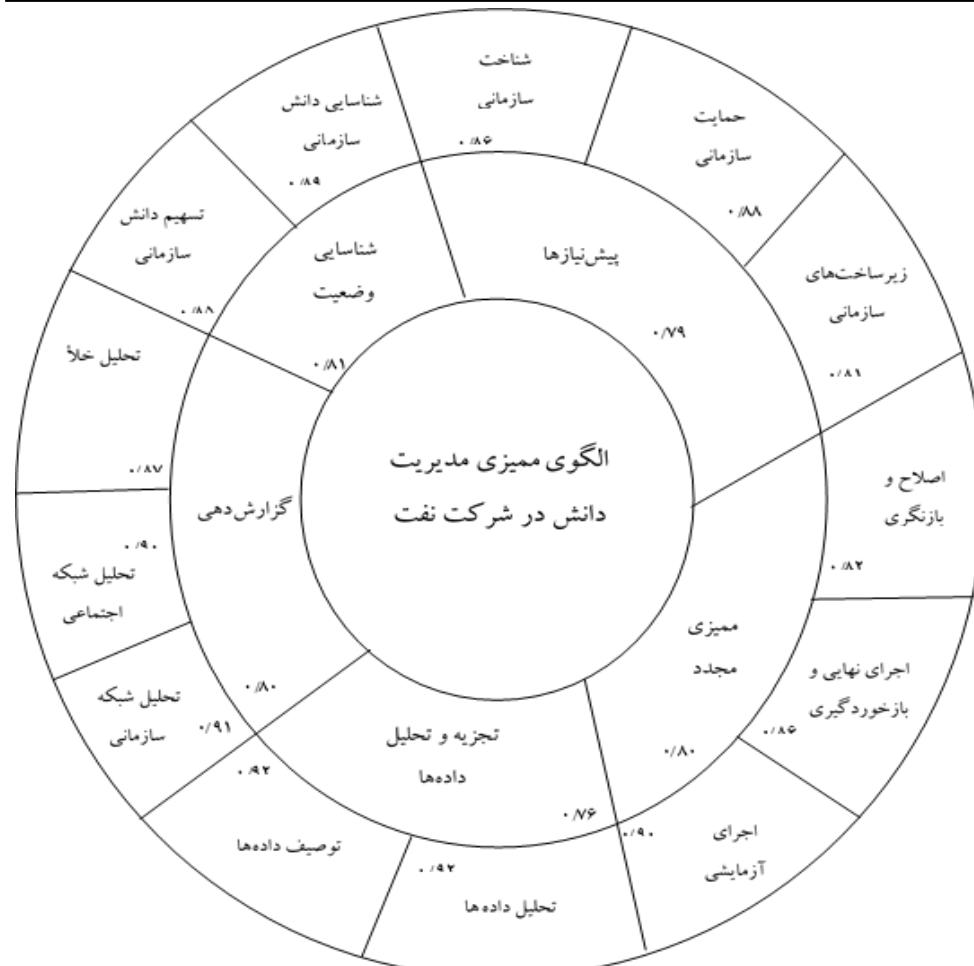 شناخت
سازمانی
۰/۸۶
حمایت
سازمانی
۰/۸۸
زیرساخت‌های
سازمانی
۰/۸۱
اصلاح و
بازنگری
۰/۸۲
اجرای نهایی و
بازخوردگیری
۰/۸۶
اجرای
آزمایشی
۰/۹۰
تحلیل داده ها
۰/۹۲
توصیف داده‌ها
۰/۹۲
تحلیل شبکه
سازمانی
۰/۹۱
تحلیل شبکه
اجتماعی
۰/۹۰
تحلیل خلأ
۰/۸۷
تسهیم دانش
سازمانی
۰/۸۸
شناسایی دانش
سازمانی
۰/۸۹
پیش‌نیازها
۰/۷۹
ممیزی
مجدد
۰/۸۰
تجزیه و تحلیل
داده‌ها
۰/۷۶
گزارش‌دهی
۰/۸۰
شناسایی
وضعیت
۰/۸۱
الگوی ممیزی مدیریت
دانش در شرکت نفت